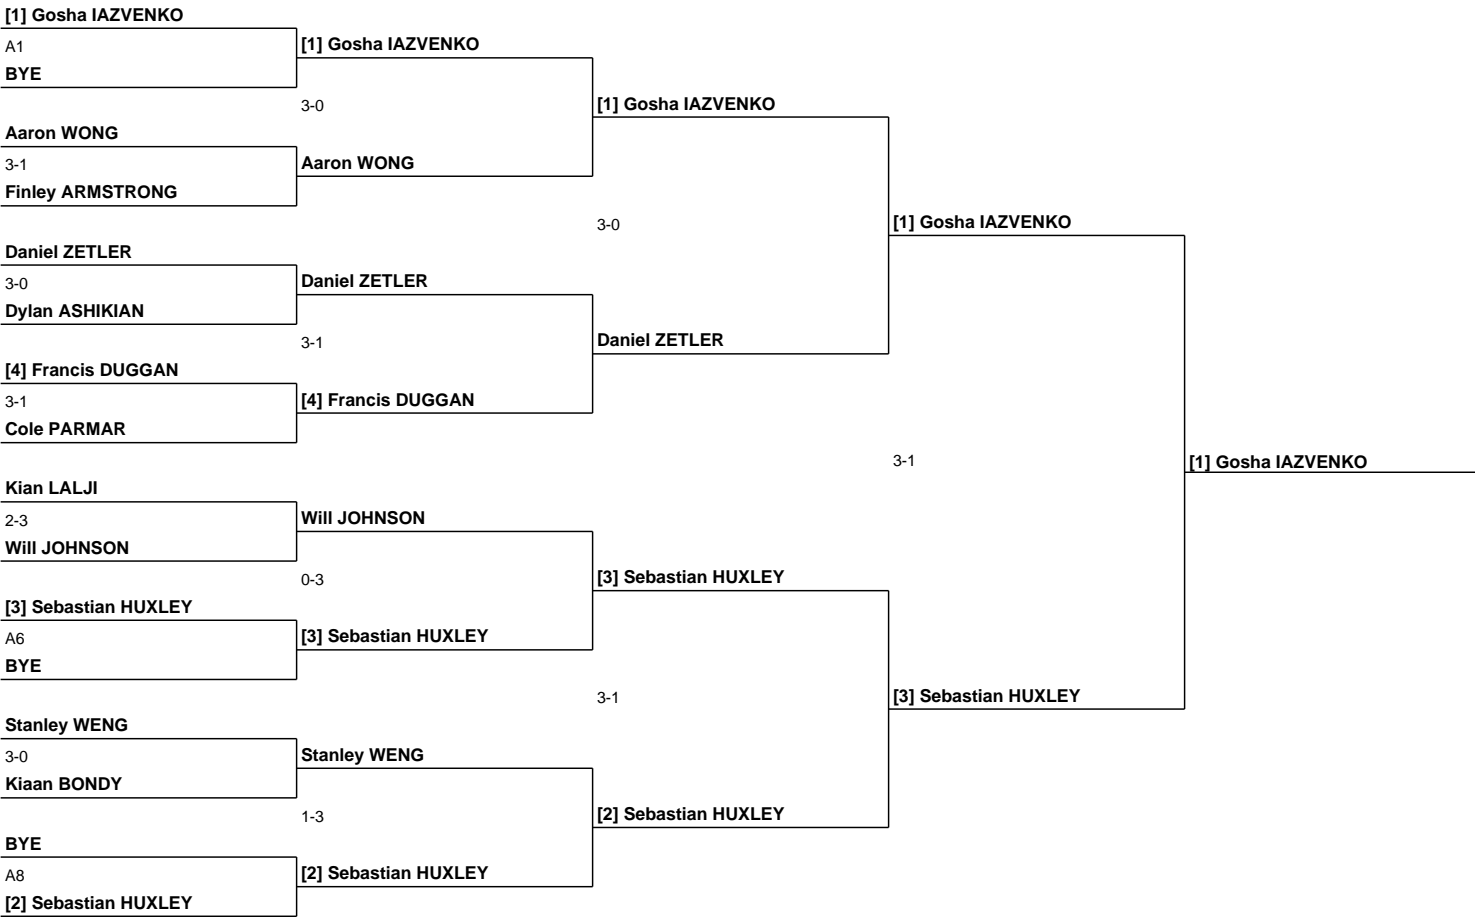 [1] Gosha IAZVENKO
A1
BYE
Aaron WONG
3-1
Finley ARMSTRONG
Daniel ZETLER
3-0
Dylan ASHIKIAN
[4] Francis DUGGAN
3-1
Cole PARMAR
Kian LALJI
2-3
Will JOHNSON
[3] Sebastian HUXLEY
A6
BYE
Stanley WENG
3-0
Kiaan BONDY
BYE
A8
[2] Sebastian HUXLEY
[1] Gosha IAZVENKO
3-0
Aaron WONG
Daniel ZETLER
3-1
[4] Francis DUGGAN
Will JOHNSON
0-3
[3] Sebastian HUXLEY
Stanley WENG
1-3
[2] Sebastian HUXLEY
[1] Gosha IAZVENKO
3-0
Daniel ZETLER
[3] Sebastian HUXLEY
3-1
[2] Sebastian HUXLEY
[1] Gosha IAZVENKO
3-1
[3] Sebastian HUXLEY
[1] Gosha IAZVENKO